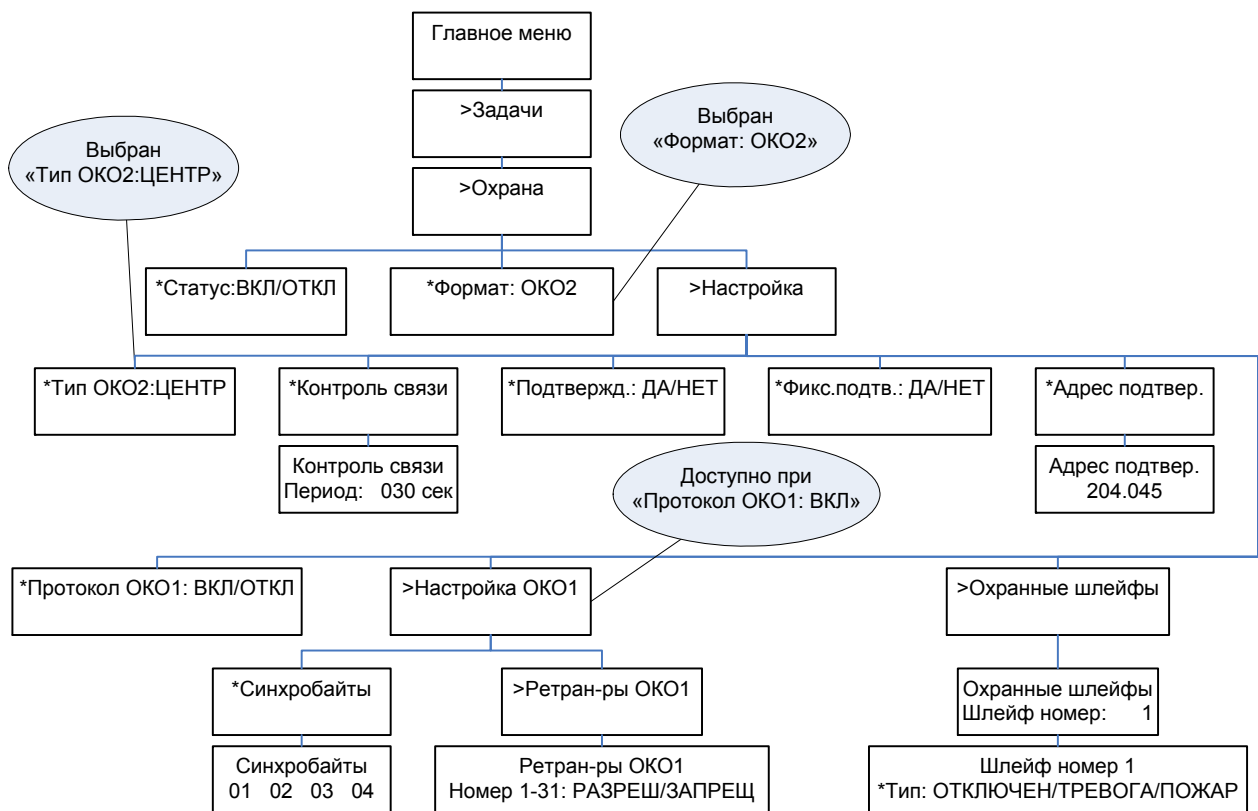 Главное меню
>Задачи
Выбран
«Формат: ОКО2»
Выбран
«Тип ОКО2:ЦЕНТР»
>Охрана
*Статус:ВКЛ/ОТКЛ
*Формат: ОКО2
>Настройка
*Тип ОКО2:ЦЕНТР
*Контроль связи
*Подтвержд.: ДА/НЕТ
*Фикс.подтв.: ДА/НЕТ
*Адрес подтвер.
Контроль связи
Период: 030 сек
Доступно при
«Протокол ОКО1: ВКЛ»
Адрес подтвер.
204.045
*Протокол ОКО1: ВКЛ/ОТКЛ
>Настройка ОКО1
>Охранные шлейфы
*Синхробайты
>Ретран-ры ОКО1
Охранные шлейфы
Шлейф номер: 1
Синхробайты
01 02 03 04
Ретран-ры ОКО1
Номер 1-31: РАЗРЕШ/ЗАПРЕЩ
Шлейф номер 1
*Тип: ОТКЛЮЧЕН/ТРЕВОГА/ПОЖАР